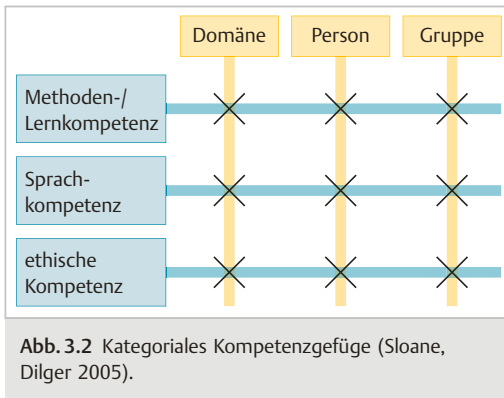 Domäne Person Gruppe
Methoden-/
Lernkompetenz
Sprach-
kompetenz
ethische
Kompetenz
Abb. 3.2 Kategoriales Kompetenzgefüge (Sloane,
Dilger 2005).